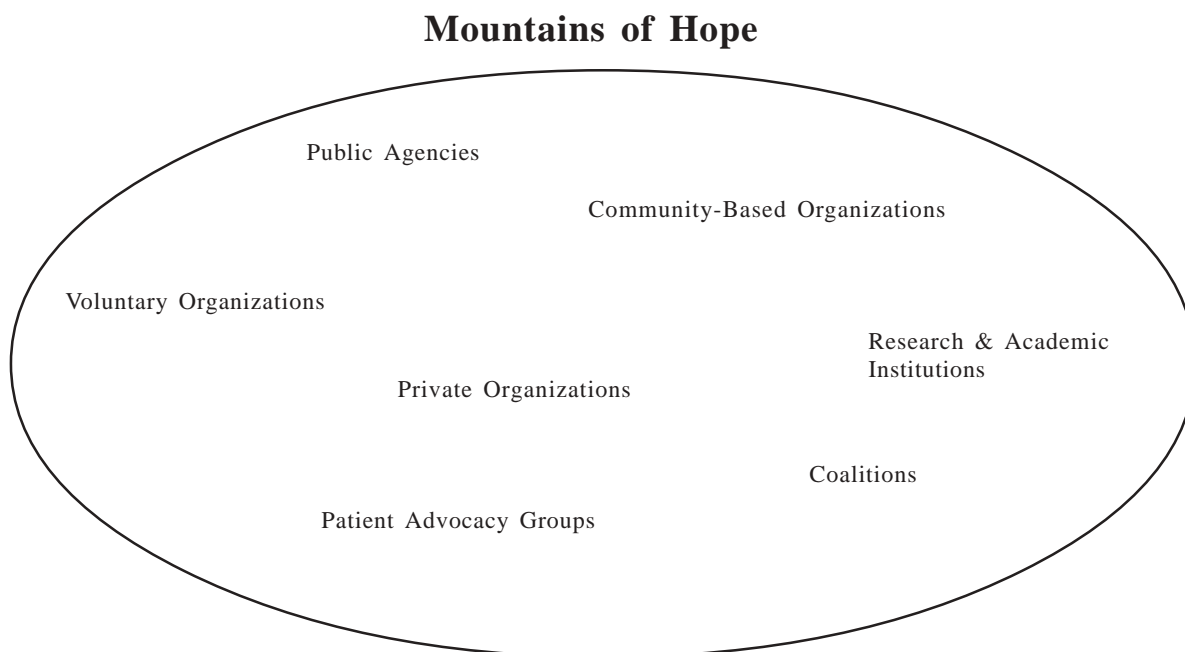 Mountains of Hope
Public Agencies
Community-Based Organizations
Voluntary Organizations
Research & Academic
Institutions
Private Organizations
Coalitions
Patient Advocacy Groups